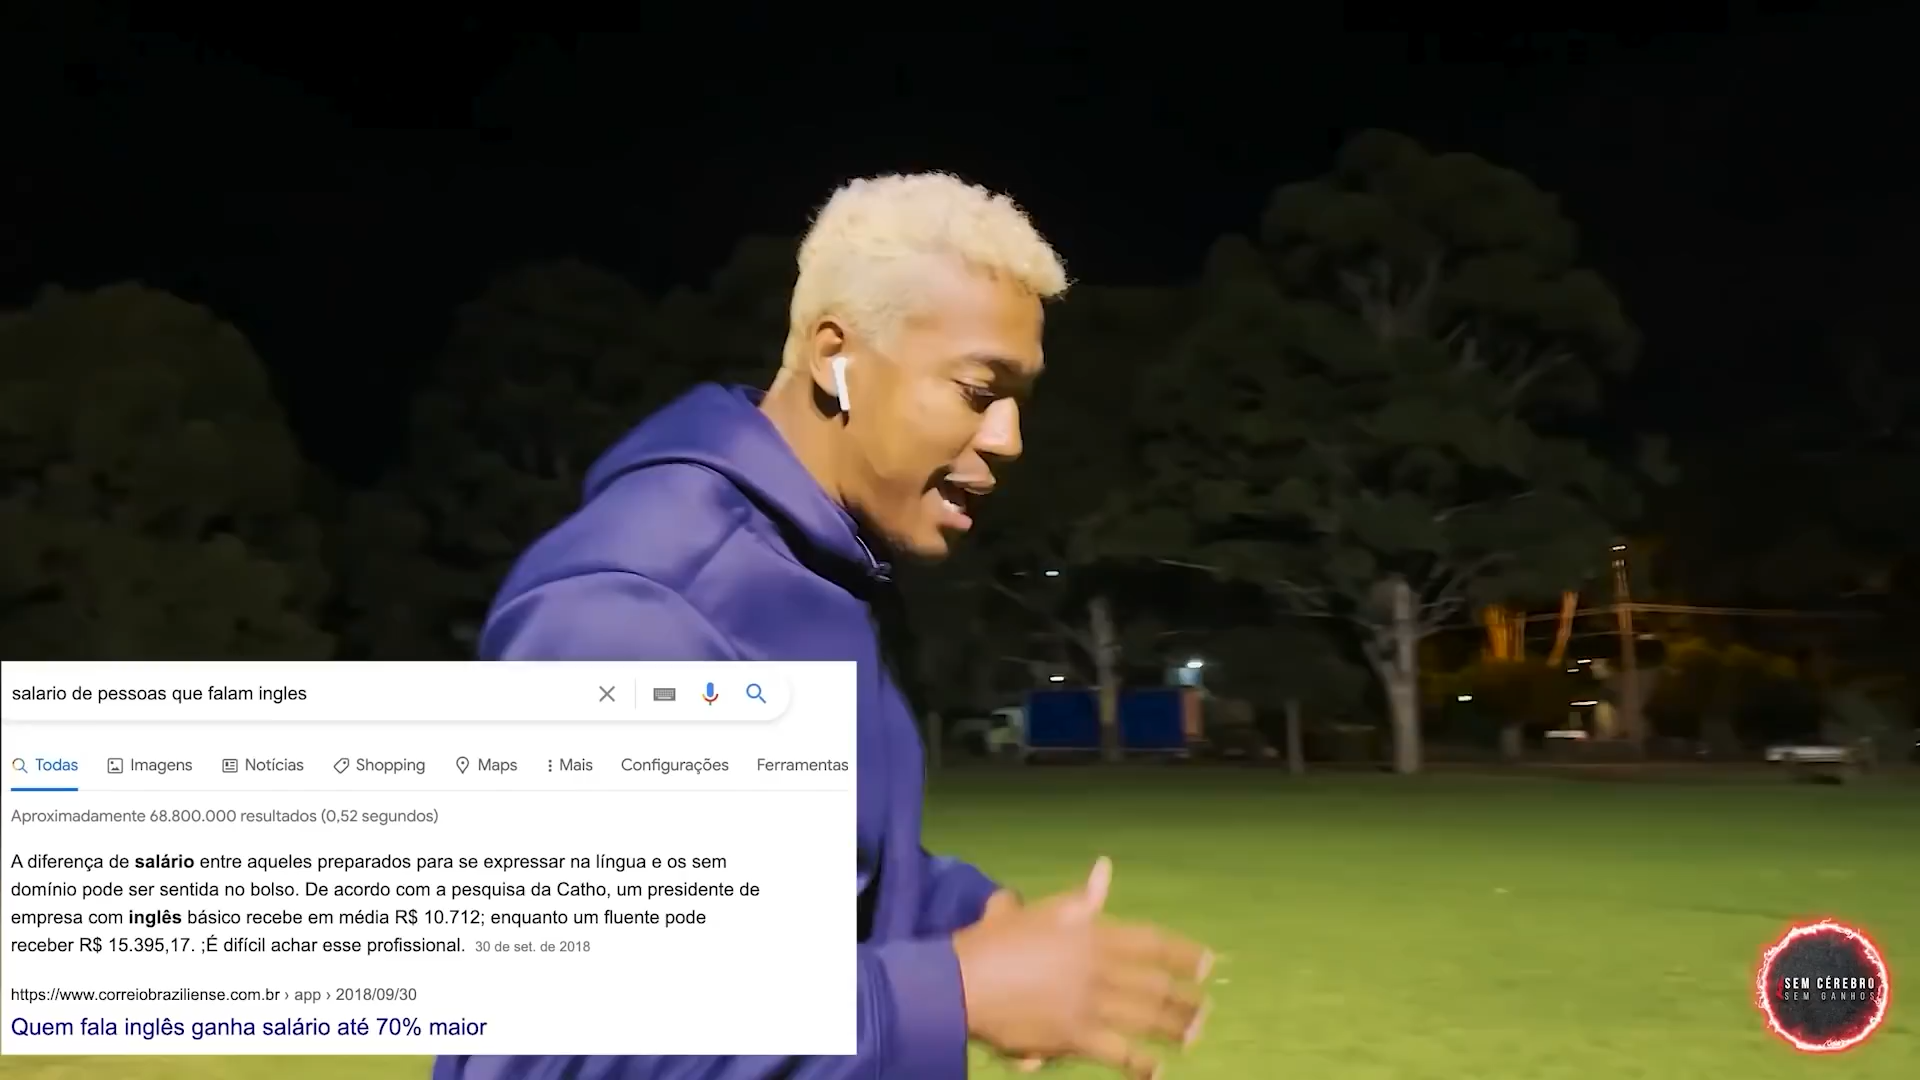 salario de pessoas que falam ingles
Todas Imagens Notícias Shopping Maps Mais Configurações Ferramentas
Aproximadamente 68.800.000 resultados (0,52 segundos)
A diferença de salário entre aqueles preparados para se expressar na língua e os sem
domínio pode ser sentida no bolso. De acordo com a pesquisa da Catho, um presidente de
empresa com inglês básico recebe em média R$ 10.712; enquanto um fluente pode
receber R$ 15.395,17. ;É difícil achar esse profissional. 30 de set. de 2018
https://www.correiobraziliense.com.br › app › 2018/09/30
Quem fala inglês ganha salário até 70% maior
SEM CÉREBRO
SEM GANHOS